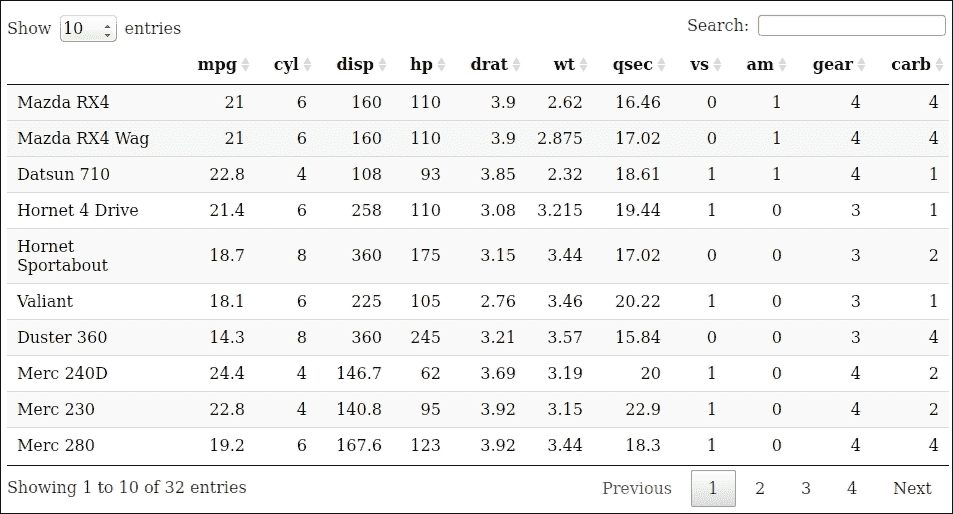 Show 10 entries Search:
mpg cyl disp hp drat wt qsec vs am gear carb
Mazda RX4 21 6 160 110 3.9 2.62 16.46 0 1 4 4
Mazda RX4 Wag 21 6 160 110 3.9 2.875 17.02 0 1 4 4
Datsun 710 22.8 4 108 93 3.85 2.32 18.61 1 1 4 1
Hornet 4 Drive 21.4 6 258 110 3.08 3.215 19.44 1 0 3 1
Hornet
Sportabout 18.7 8 360 175 3.15 3.44 17.02 0 0 3 2
Valiant 18.1 6 225 105 2.76 3.46 20.22 1 0 3 1
Duster 360 14.3 8 360 245 3.21 3.57 15.84 0 0 3 4
Merc 240D 24.4 4 146.7 62 3.69 3.19 20 1 0 4 2
Merc 230 22.8 4 140.8 95 3.92 3.15 22.9 1 0 4 2
Merc 280 19.2 6 167.6 123 3.92 3.44 18.3 1 0 4 4
Showing 1 to 10 of 32 entries Previous 1 2 3 4 Next